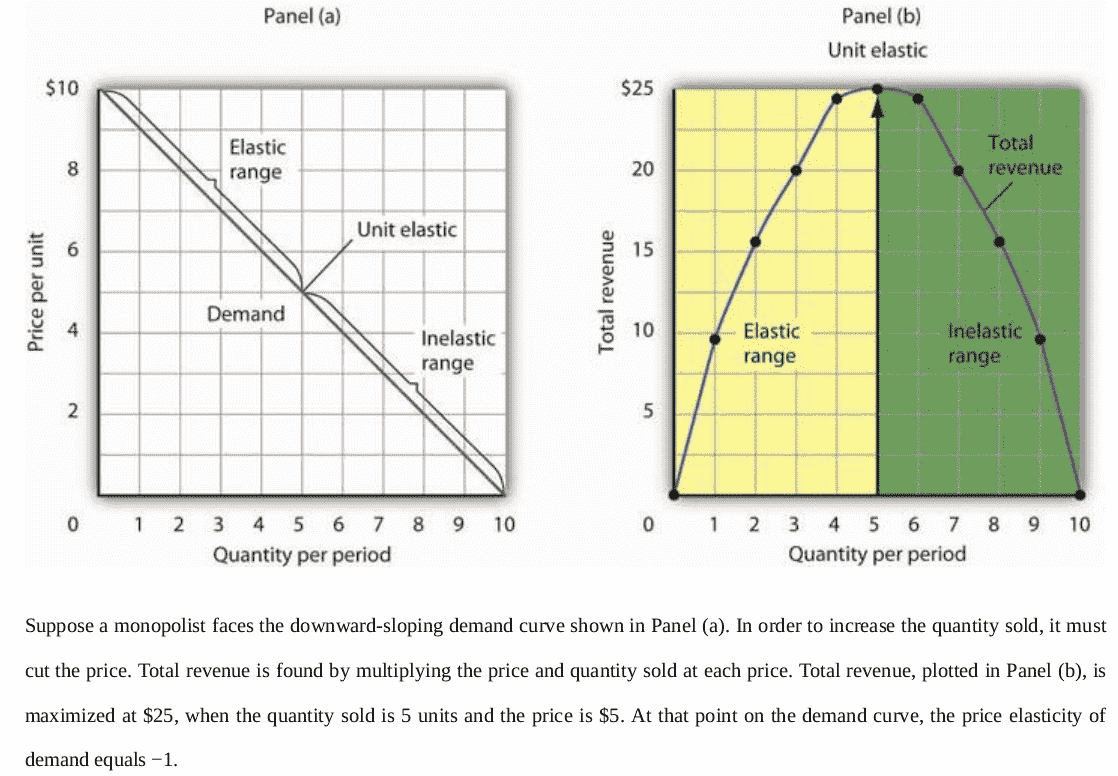 Panel (a)
Panel (b)
Unit elastic
$10
8
6
4
2
0
1 2 3 4 5 6 7 8 9 10
Price per unit
Quantity per period
Elastic
range
Unit elastic
Demand
Inelastic
range
$25
20
15
10
5
0
1 2 3 4 5 6 7 8 9 10
Total revenue
Quantity per period
Total
revenue
Elastic
range
Inelastic
range
Suppose a monopolist faces the downward-sloping demand curve shown in Panel (a). In order to increase the quantity sold, it must
cut the price. Total revenue is found by multiplying the price and quantity sold at each price. Total revenue, plotted in Panel (b), is
maximized at $25, when the quantity sold is 5 units and the price is $5. At that point on the demand curve, the price elasticity of
demand equals −1.